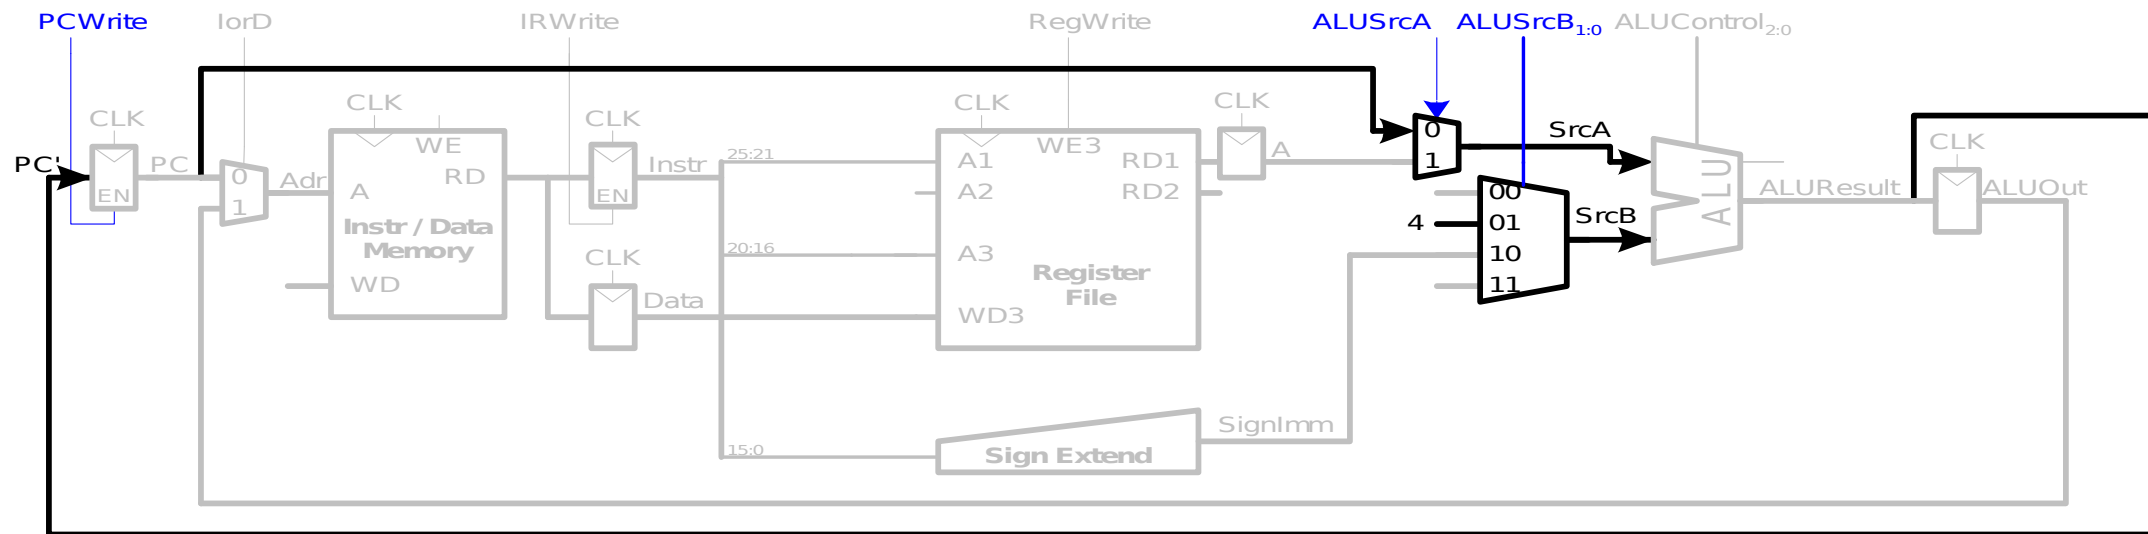 PCWrite IorD IRWrite RegWrite ALUSrcA ALUSrcB1:0 ALUControl2:0
CLK CLK CLK CLK CLK CLK
PC' PC EN
0 1 Adr
WE RD A
Instr / Data
Memory
WD
EN Instr
CLK
Data
25:21
20:16
15:0
A1 WE3 RD1
A2 RD2
A3
Register
File
WD3
A
0
1
SrcA
00
4 01
10
11
SrcB
ALU
ALUResult
ALUOut
SignImm
Sign Extend